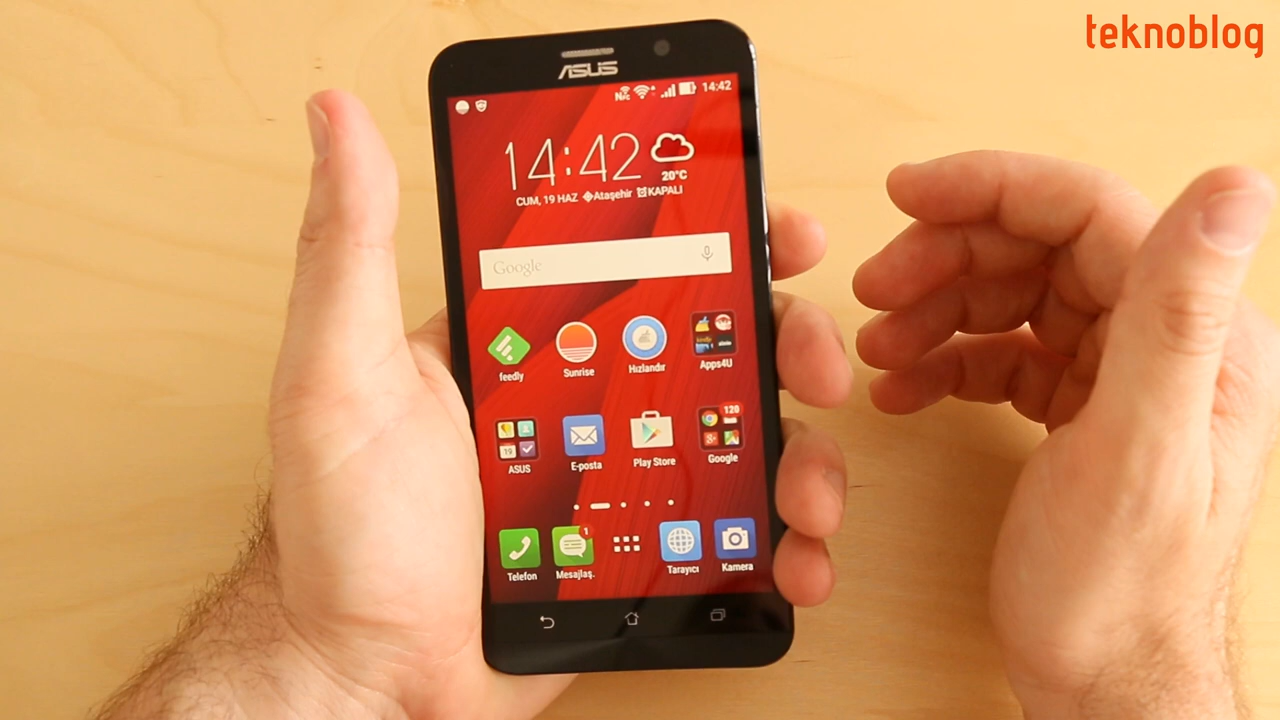 teknoblog
ASUS
14:42
14:42
20°C
CUM, 19 HAZ Ataşehir KAPALI
Google
feedly
Sunrise
Hızlandır
Apps4U
19
120
ASUS
E-posta
Play Store
Google
1
Telefon
Mesajlaş.
Tarayıcı
Kamera